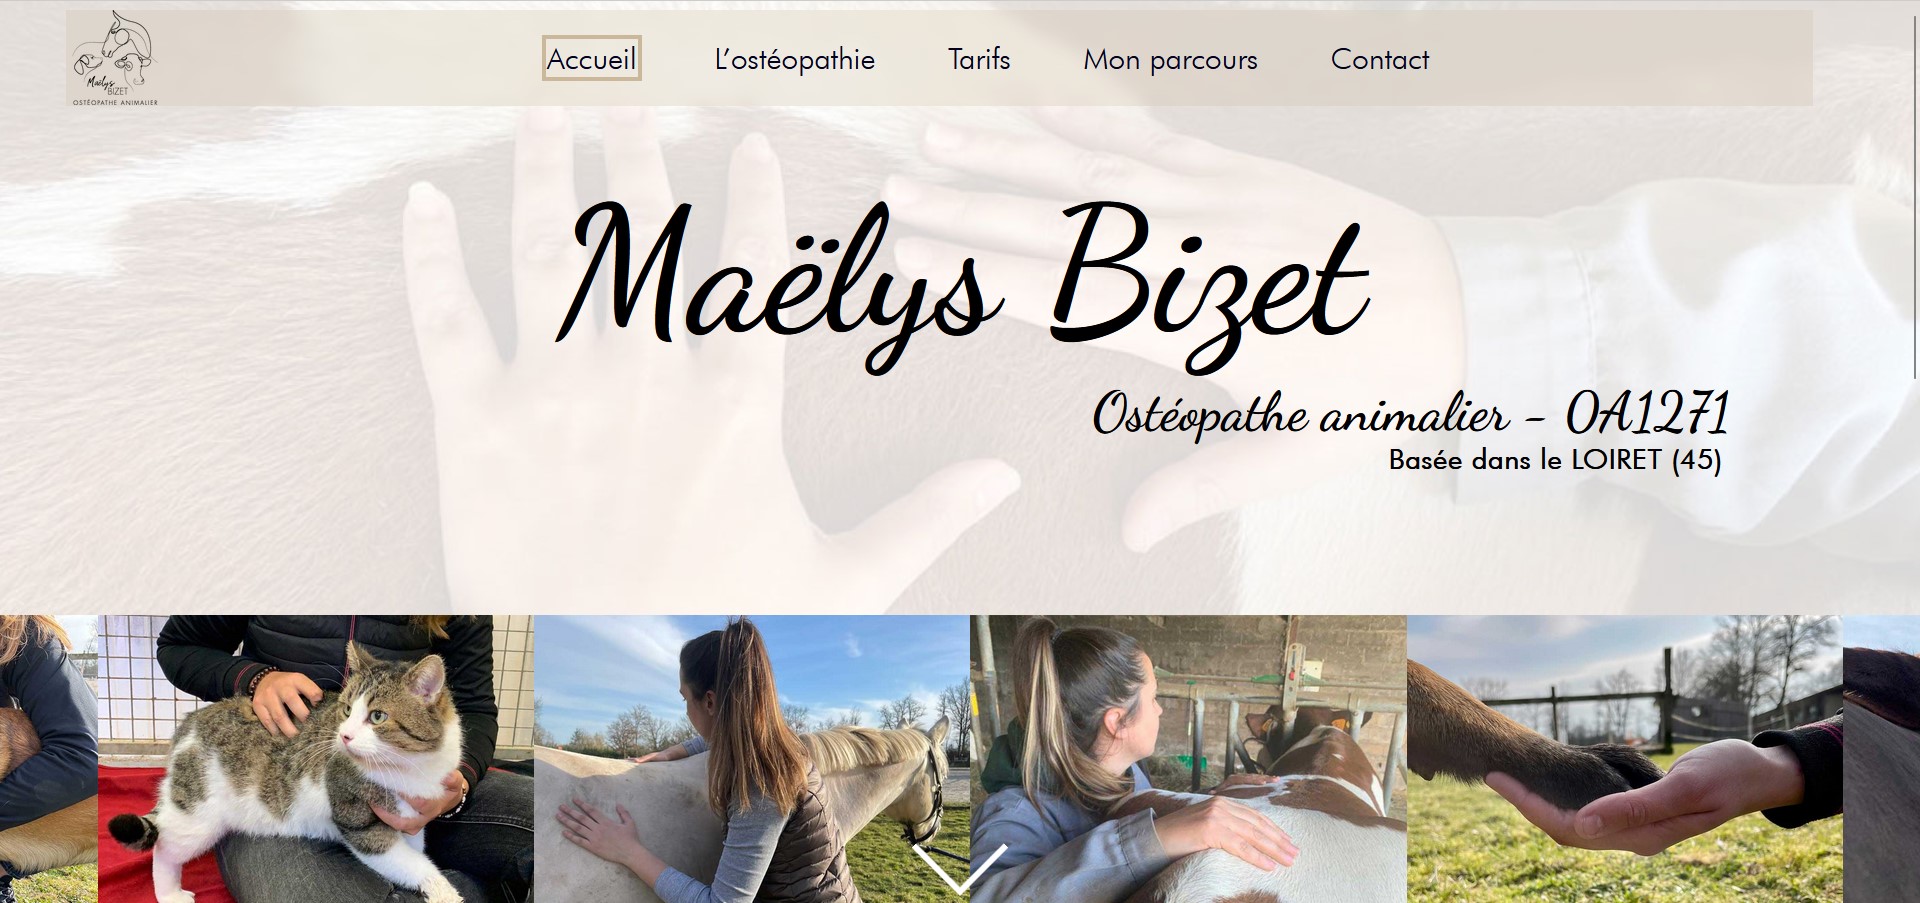 Maëlys
BIZET
OSTÉOPATHE ANIMALIER
Accueil
L'ostéopathie
Tarifs
Mon parcours
Contact
Maëlys Bizet
Ostéopathe animalier - OA1271
Basée dans le LOIRET (45)